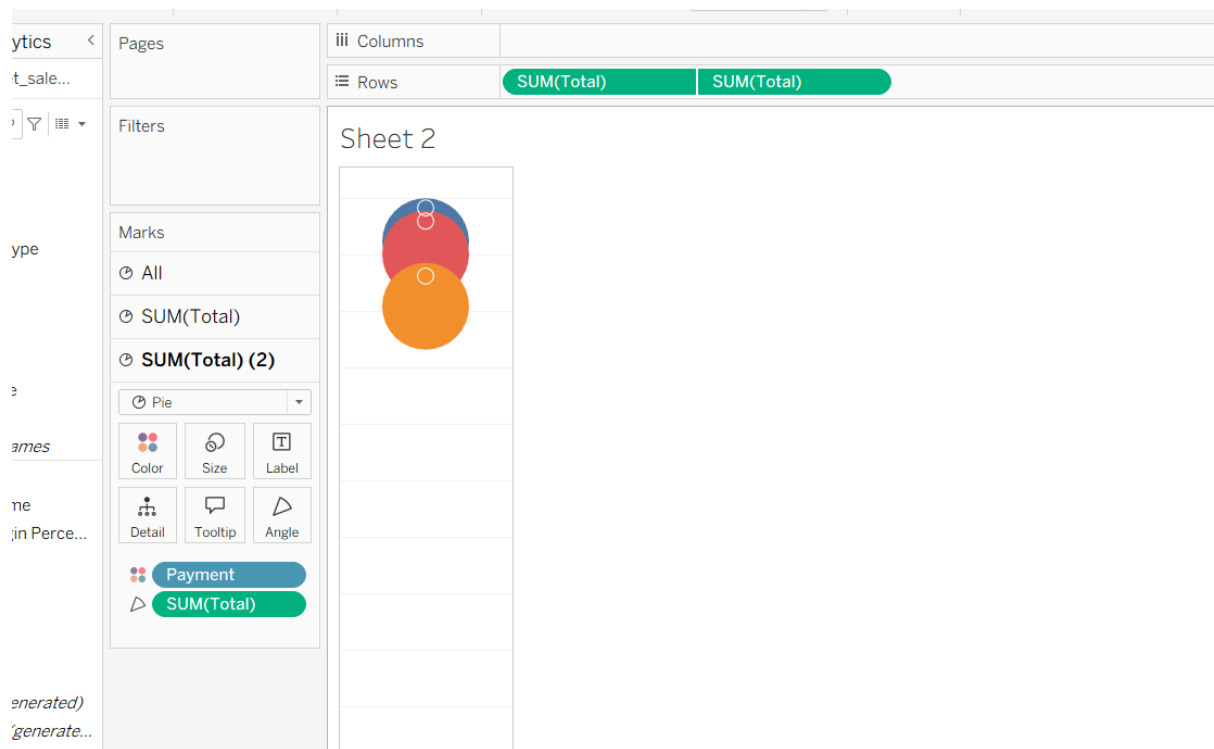 ytics
Pages
Columns
Rows
SUM(Total)
SUM(Total)
t_sale...
Filters
Sheet 2
Marks
ype
All
SUM(Total)
SUM(Total) (2)
Pie
e
ames
Color
Size
Label
T
me
Detail
Tooltip
Angle
gin Perce...
Payment
SUM(Total)
enerated)
(generate...